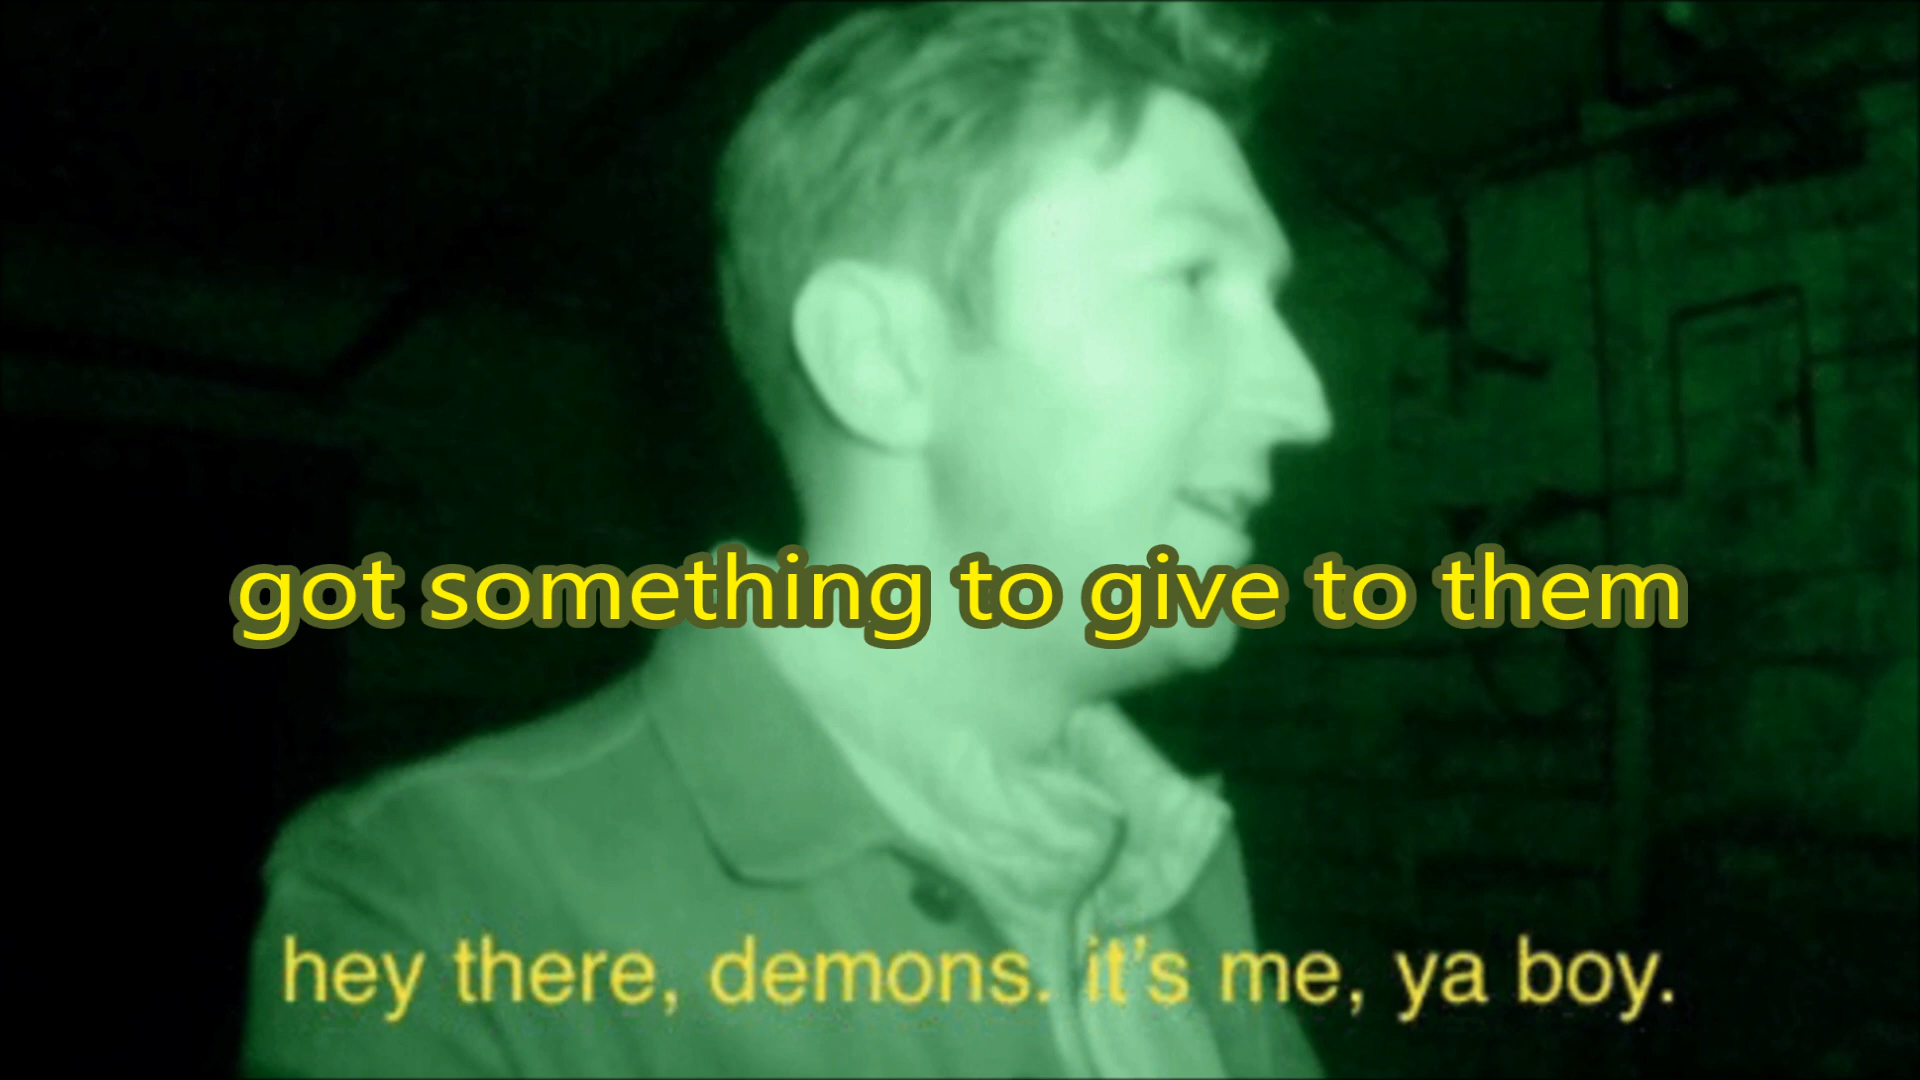 got something to give to them
hey there, demons. it's me, ya boy.